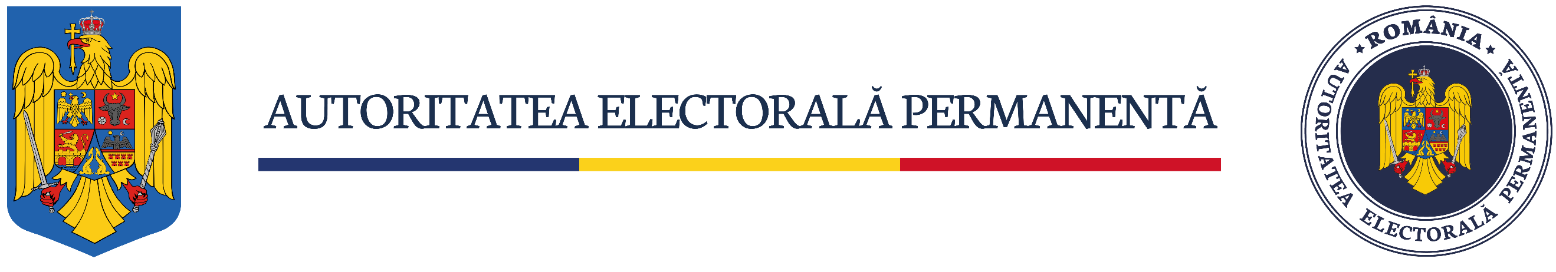 AUTORITATEA ELECTORALĂ PERMANENTĂ
ROMÂNIA
AUTORITATEA ELECTORALĂ PERMANENTĂ